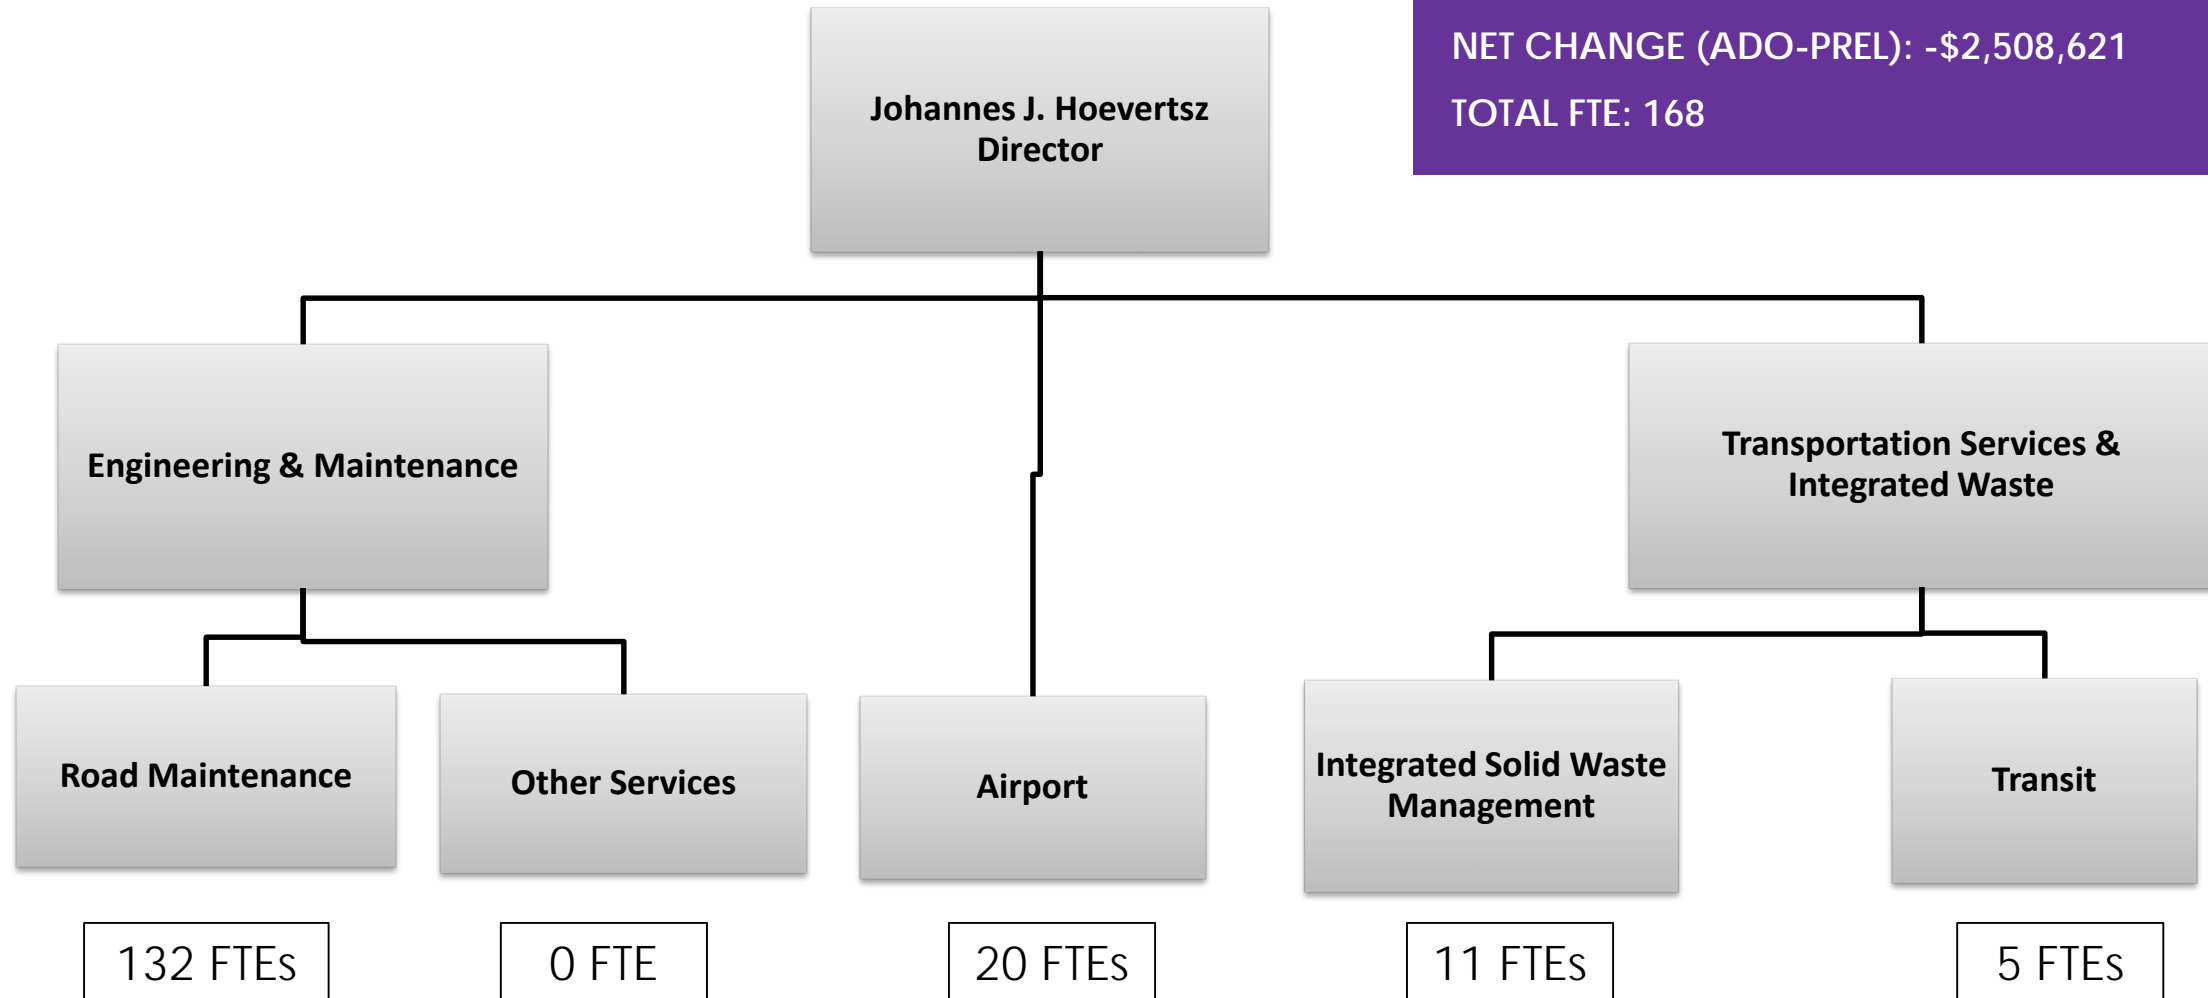 NET CHANGE (ADO-PREL): -$2,508,621
TOTAL FTE: 168
Johannes J. Hoevertsz
Director
Engineering & Maintenance
Transportation Services &
Integrated Waste
Road Maintenance
Other Services
Airport
Integrated Solid Waste
Management
Transit
132 FTEs
0 FTE
20 FTEs
11 FTEs
5 FTEs